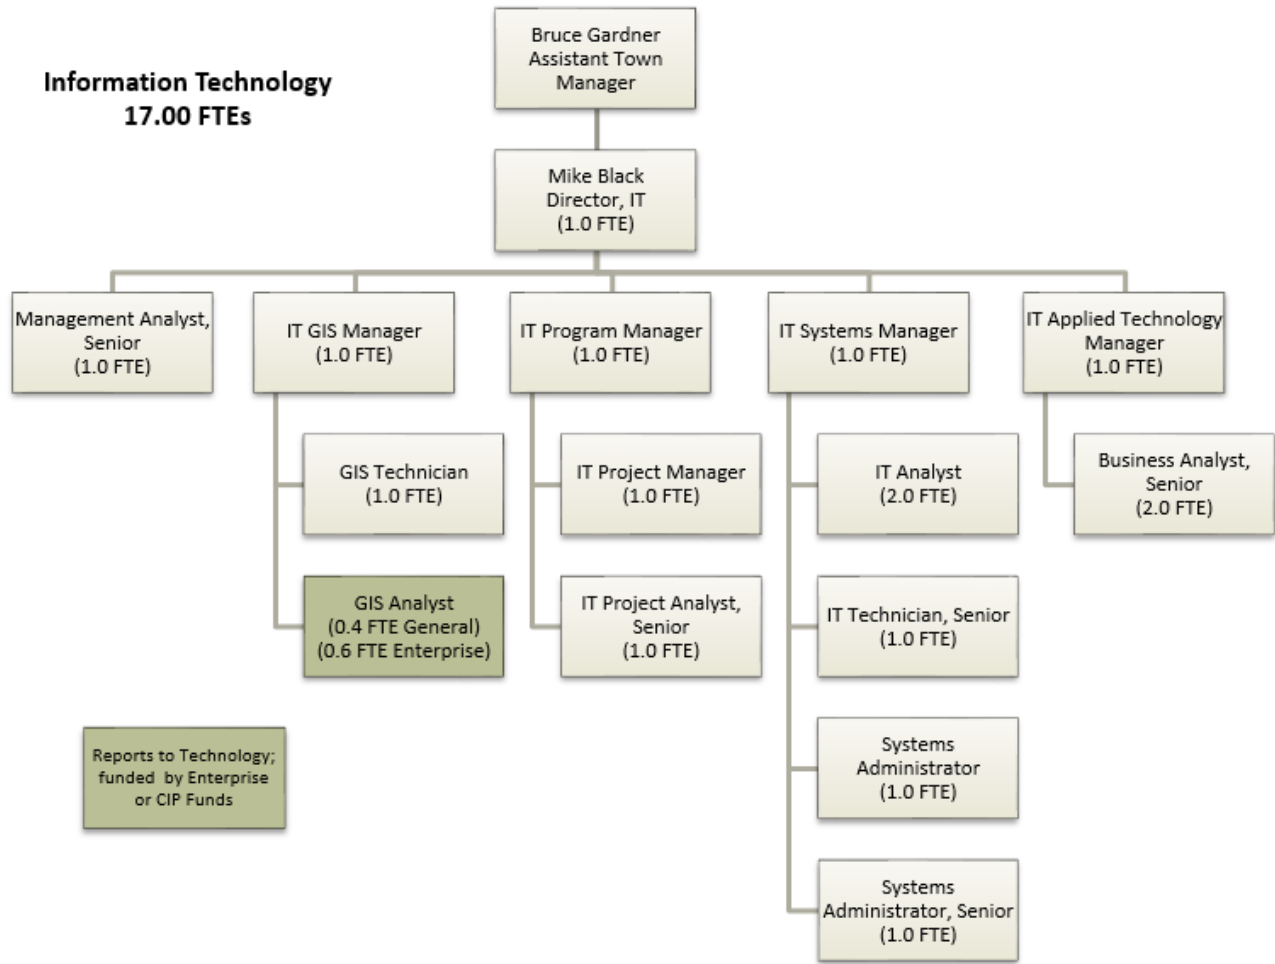 Information Technology
17.00 FTEs
Bruce Gardner
Assistant Town
Manager
Mike Black
Director, IT
(1.0 FTE)
Management Analyst,
Senior
(1.0 FTE)
IT GIS Manager
(1.0 FTE)
IT Program Manager
(1.0 FTE)
IT Systems Manager
(1.0 FTE)
IT Applied Technology
Manager
(1.0 FTE)
GIS Technician
(1.0 FTE)
IT Project Manager
(1.0 FTE)
IT Analyst
(2.0 FTE)
Business Analyst,
Senior
(2.0 FTE)
GIS Analyst
(0.4 FTE General)
(0.6 FTE Enterprise)
IT Project Analyst,
Senior
(1.0 FTE)
IT Technician, Senior
(1.0 FTE)
Reports to Technology;
funded by Enterprise
or CIP Funds
Systems
Administrator
(1.0 FTE)
Systems
Administrator, Senior
(1.0 FTE)